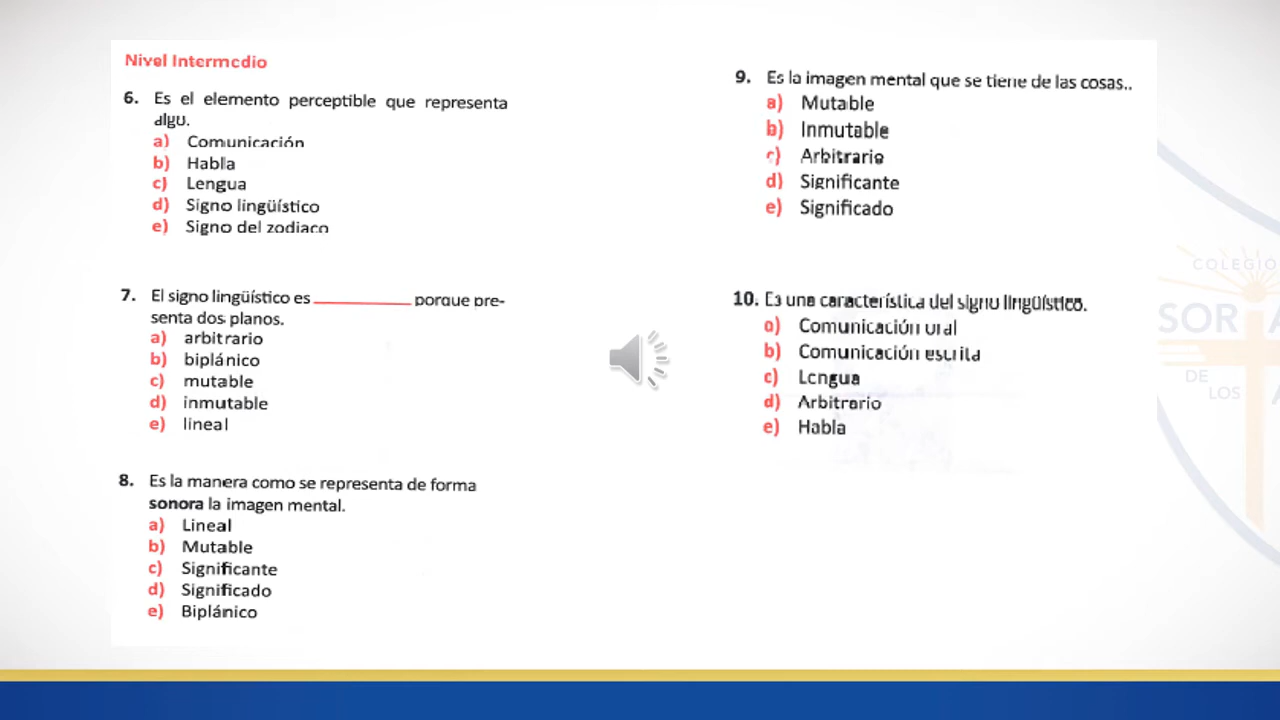 Nivel Intermedio
6. Es el elemento perceptible que representa
algo.
a) Comunicación
b) Habla
c) Lengua
d) Signo lingüístico
e) Signo del zodiaco
7. El signo lingüístico es __________ porque pre-
senta dos planos.
a) arbitrario
b) biplánico
c) mutable
d) inmutable
e) lineal
8. Es la manera como se representa de forma
sonora la imagen mental.
a) Lineal
b) Mutable
c) Significante
d) Significado
e) Biplánico
9. Es la imagen mental que se tiene de las cosas..
a) Mutable
b) Inmutable
c) Arbitrario
d) Significante
e) Significado
10. Es una característica del signo lingüístico.
a) Comunicación oral
b) Comunicación escrita
c) Lengua
d) Arbitrario
e) Habla
COLEGIO
SOR
DE
LOS